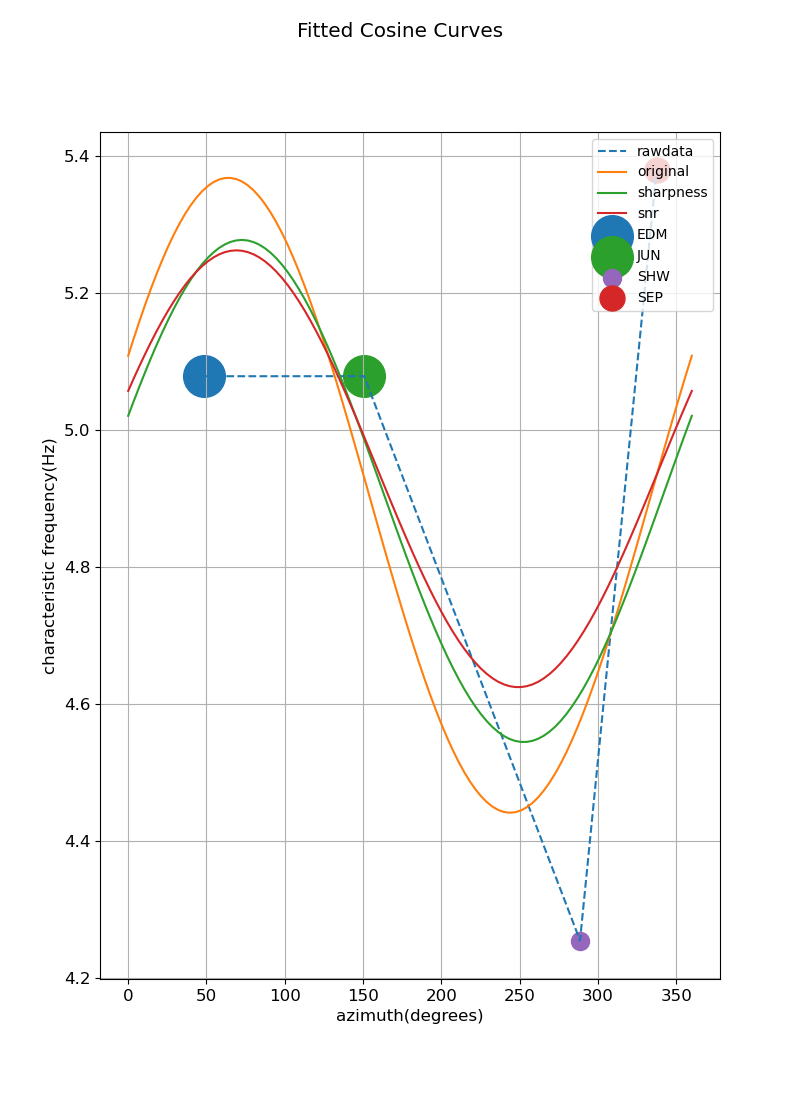 Fitted Cosine Curves
5.4
5.2
5.0
4.8
4.6
4.4
4.2
characteristic frequency(Hz)
rawdata
original
sharpness
snr
EDM
JUN
SHW
SEP
0 50 100 150 200 250 300 350
azimuth(degrees)